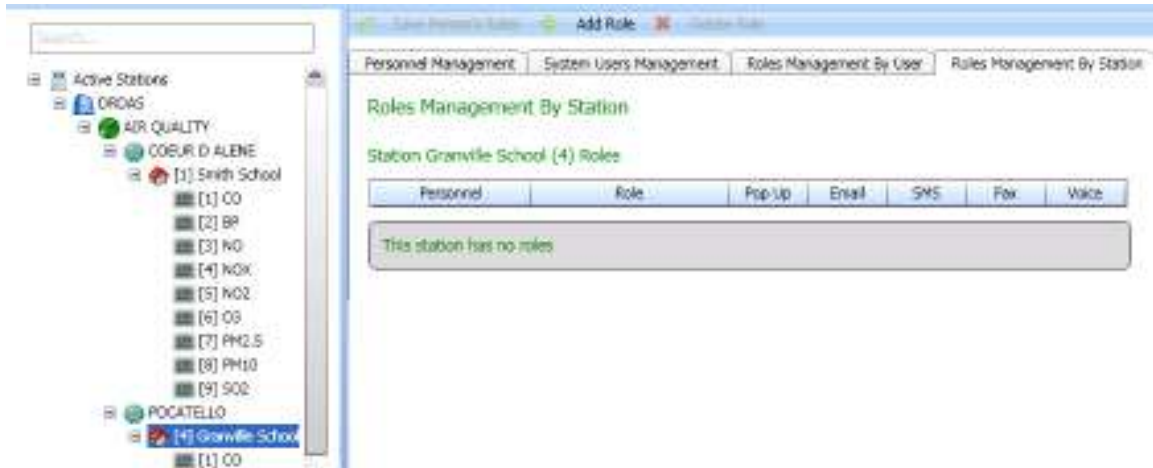 Search...
Active Stations
DRDAS
AIR QUALITY
COEUR D ALENE
[1] Smith School
[1] CO
[2] BP
[3] NO
[4] NOX
[5] NO2
[6] O3
[7] PM2.5
[8] PM10
[9] SO2
POCATELLO
[4] Granville School
[1] CO
Add Role
Delete Role
Personnel Management
System Users Management
Roles Management By User
Roles Management By Station
Roles Management By Station
Station Granville School (4) Roles
Personnel Role Pop Up Email SMS Fax Voice
This station has no roles